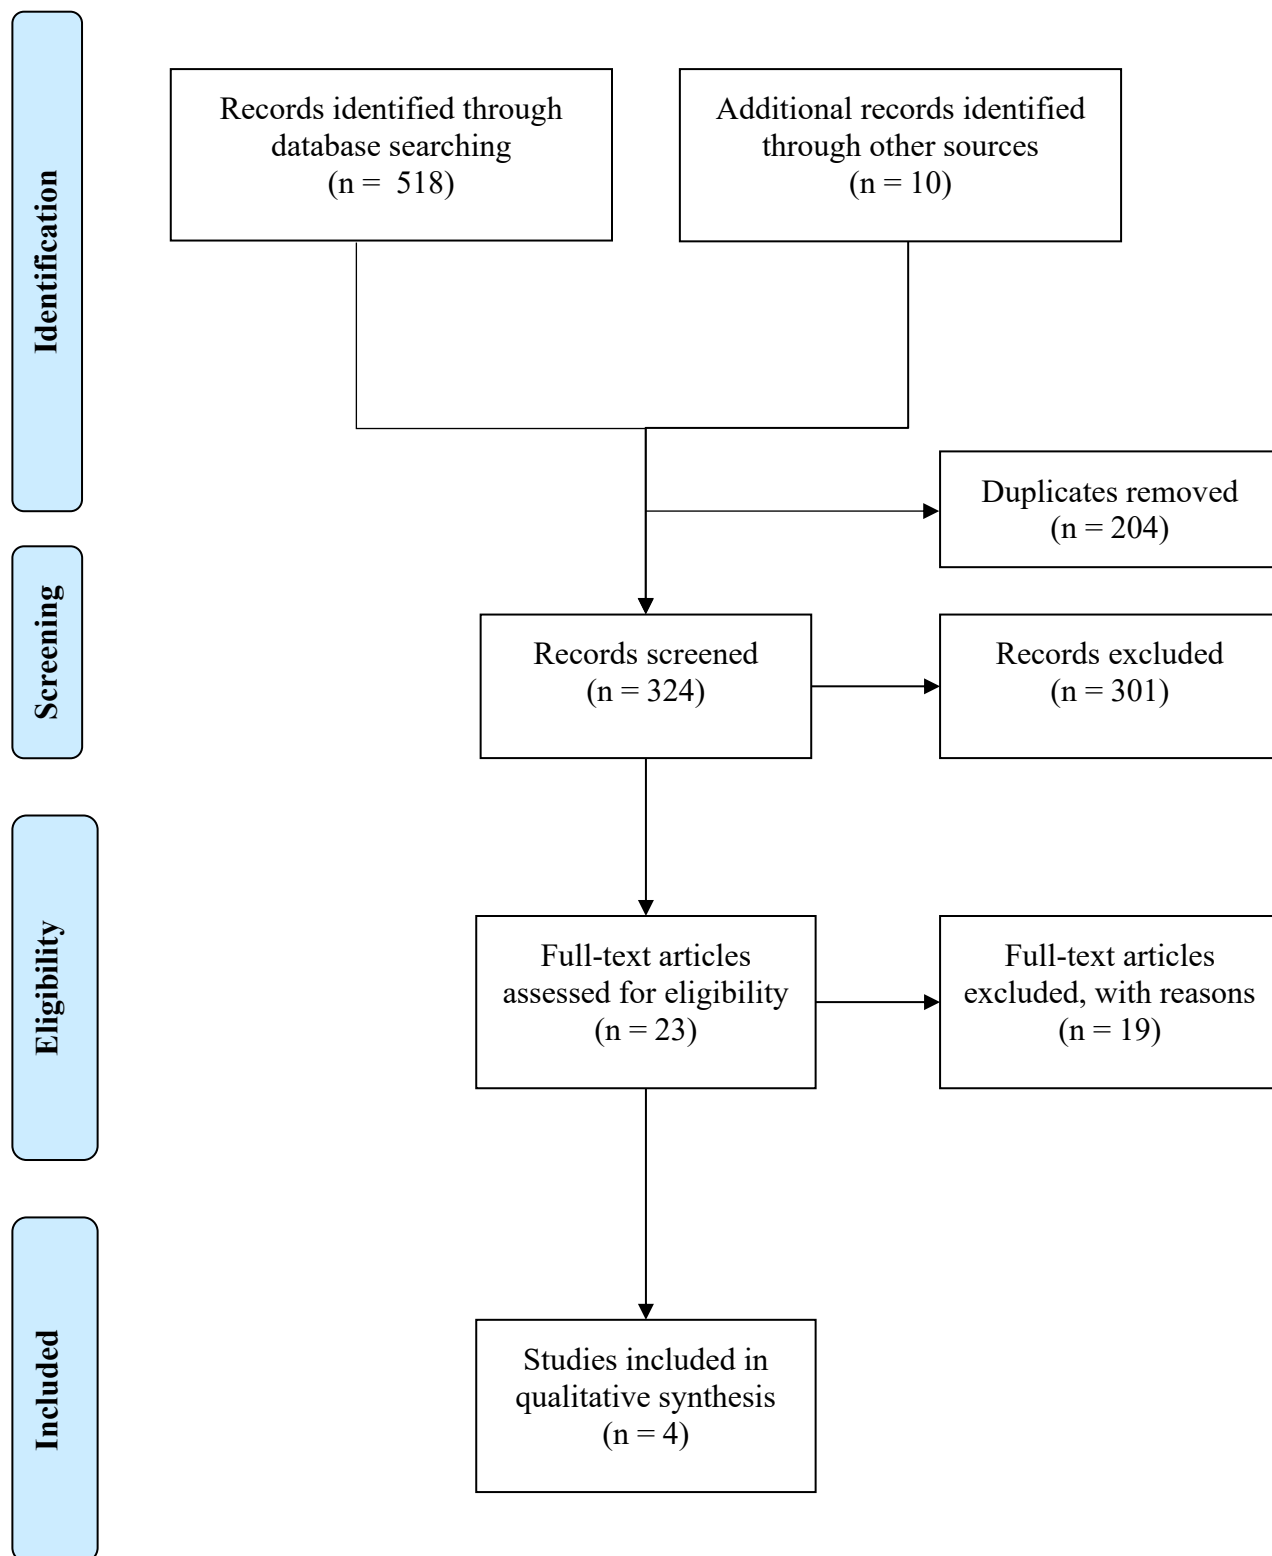 Identification
Records identified through
database searching
(n =  518)
Additional records identified
through other sources
(n = 10)
Duplicates removed
(n = 204)
Screening
Records screened
(n = 324)
Records excluded
(n = 301)
Eligibility
Full-text articles
assessed for eligibility
(n = 23)
Full-text articles
excluded, with reasons
(n = 19)
Included
Studies included in
qualitative synthesis
(n = 4)